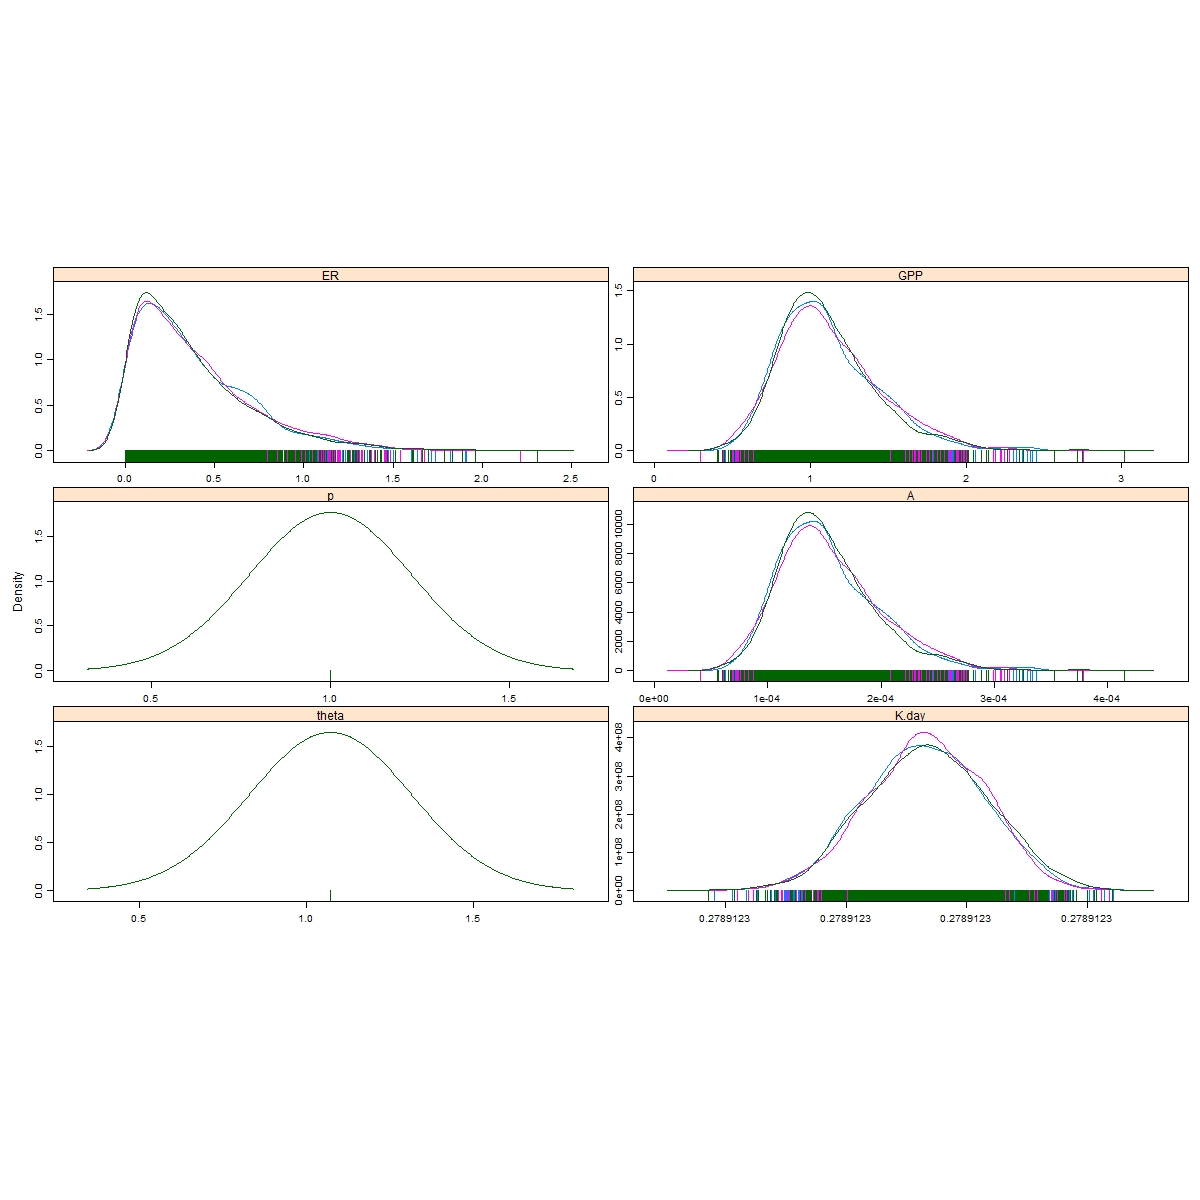 ER
GPP
0.0 0.5 1.0 1.5
0.0 0.5 1.0 1.5
0.0 0.5 1.0 1.5 2.0 2.5
0 1 2 3
p
A
Density
0.0 0.5 1.0 1.5
0 2000 4000 6000 8000 10000
0.5 1.0 1.5
0e+00 1e-04 2e-04 3e-04 4e-04
theta
K.day
0.0 0.5 1.0 1.5
0e+00 1e+08 2e+08 3e+08 4e+08
0.5 1.0 1.5
0.2789123 0.2789123 0.2789123 0.2789123